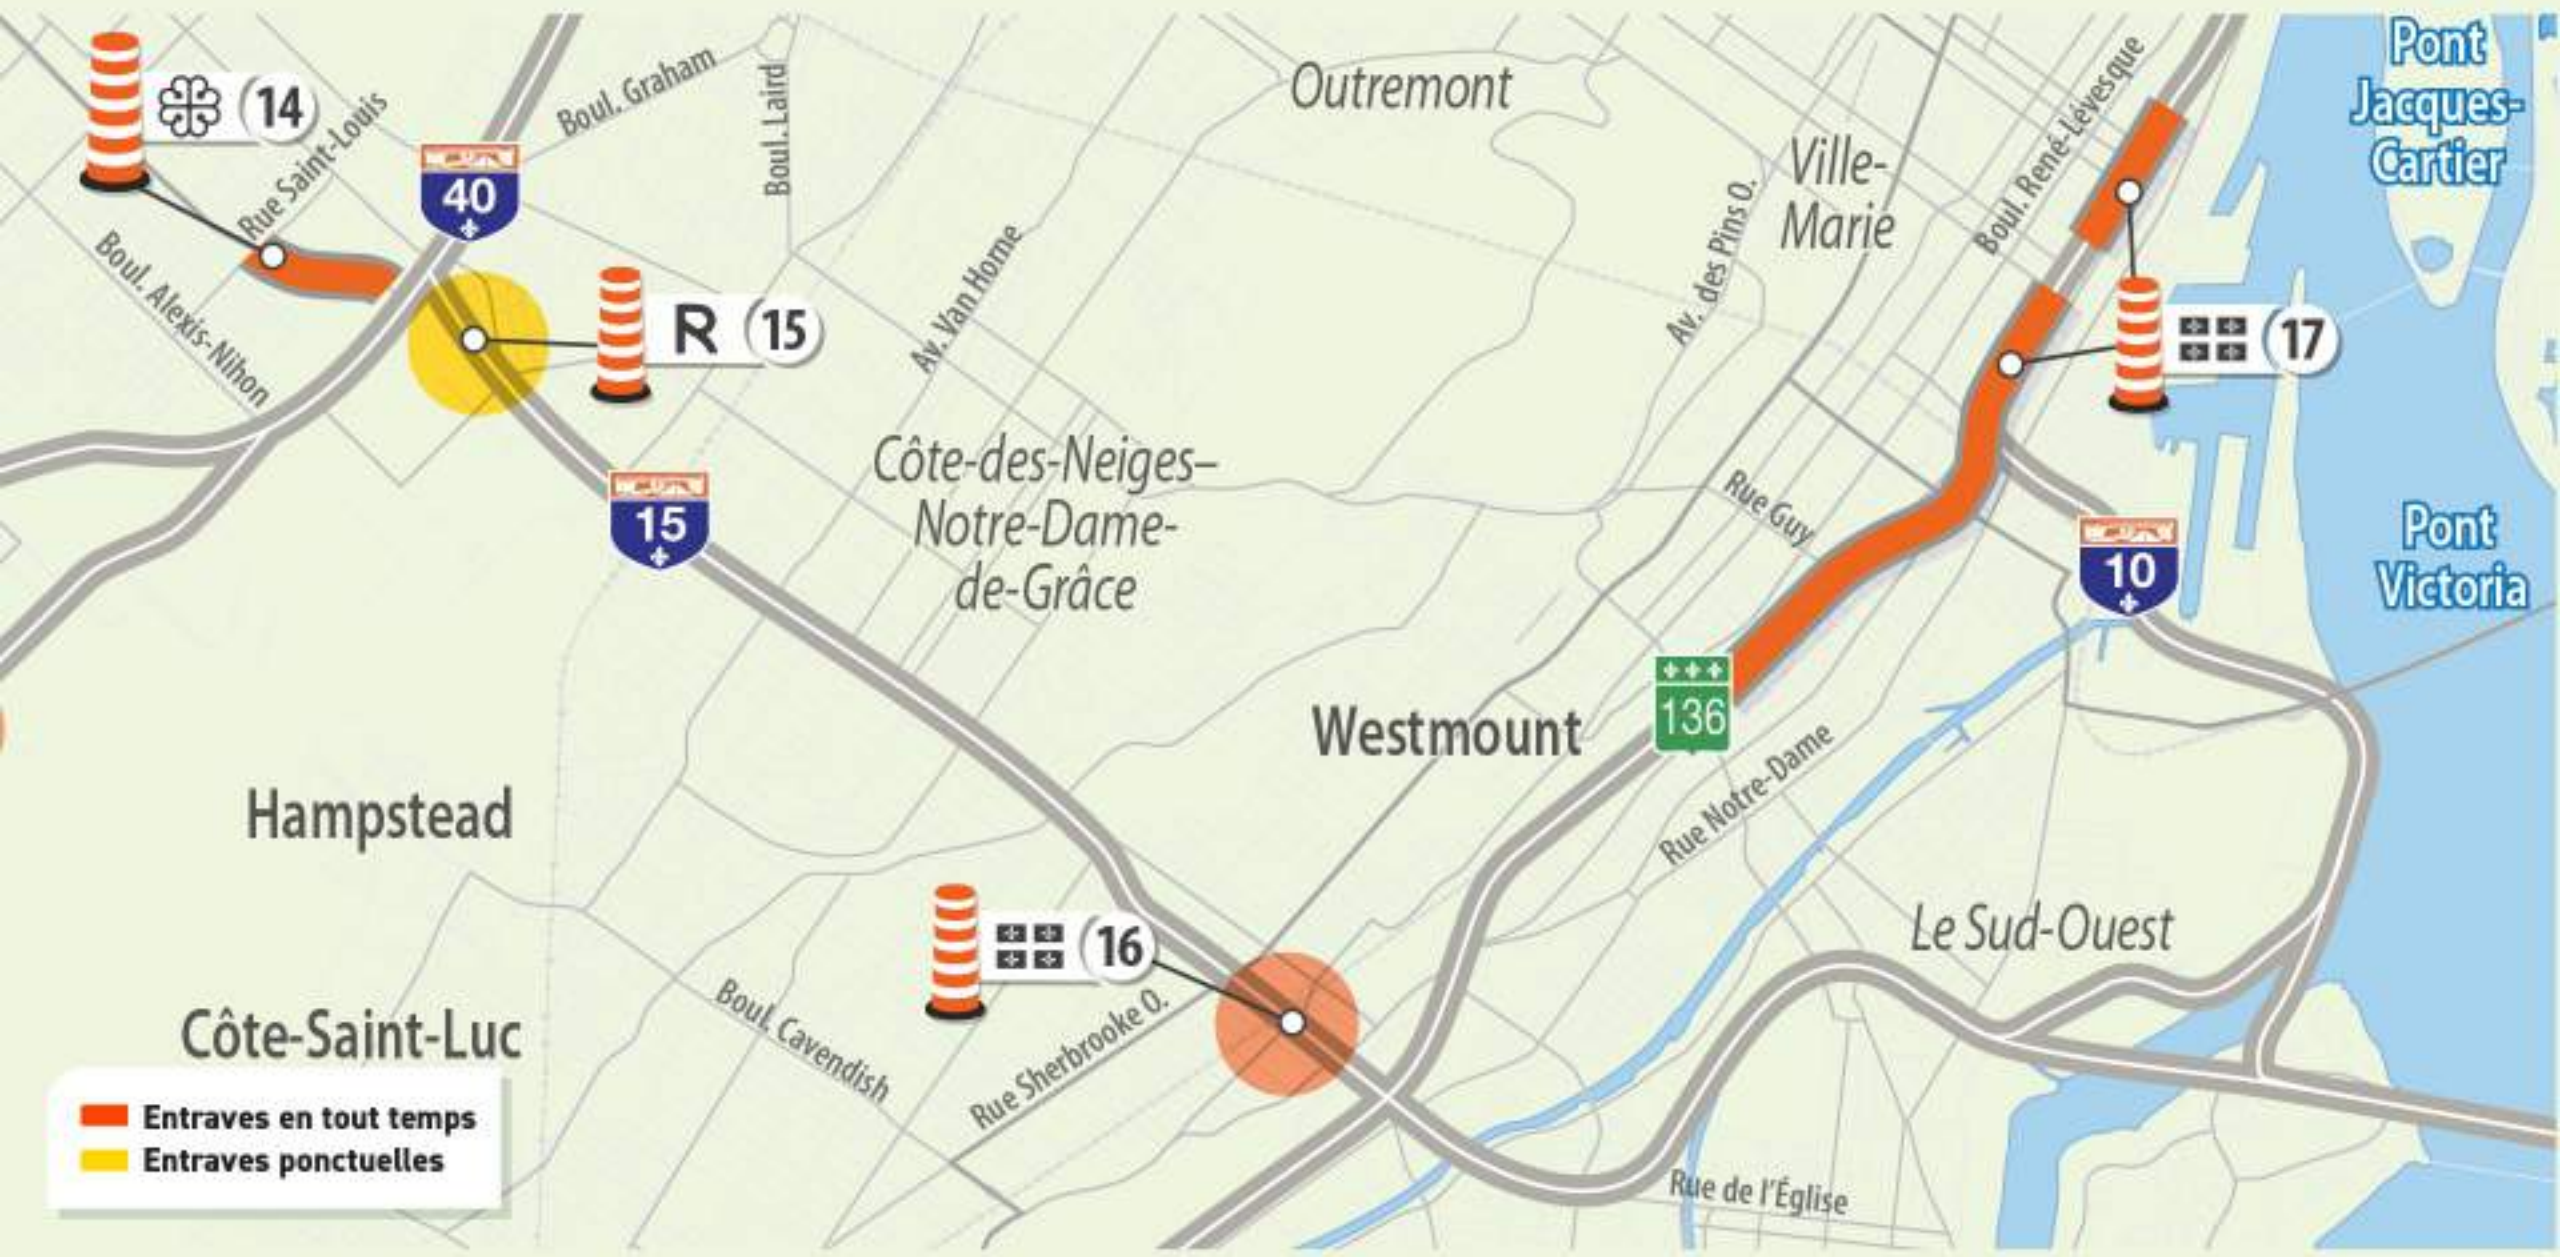 Pont
Jacques-
Cartier
Outremont
Boul. Graham
Boul. Laird
14
Rue Saint-Louis
40
Boul. René-Lévesque
Ville-
Marie
Av. des Pins O.
Boul. Alexis-Nihon
Av. Van Horne
R 15
17
Côte-des-Neiges–
Notre-Dame-
de-Grâce
15
Rue Guy
10
Pont
Victoria
136
Westmount
Rue Notre-Dame
Hampstead
16
Le Sud-Ouest
Côte-Saint-Luc
Boul. Cavendish
Rue Sherbrooke O.
Entraves en tout temps
Entraves ponctuelles
Rue de l'Église